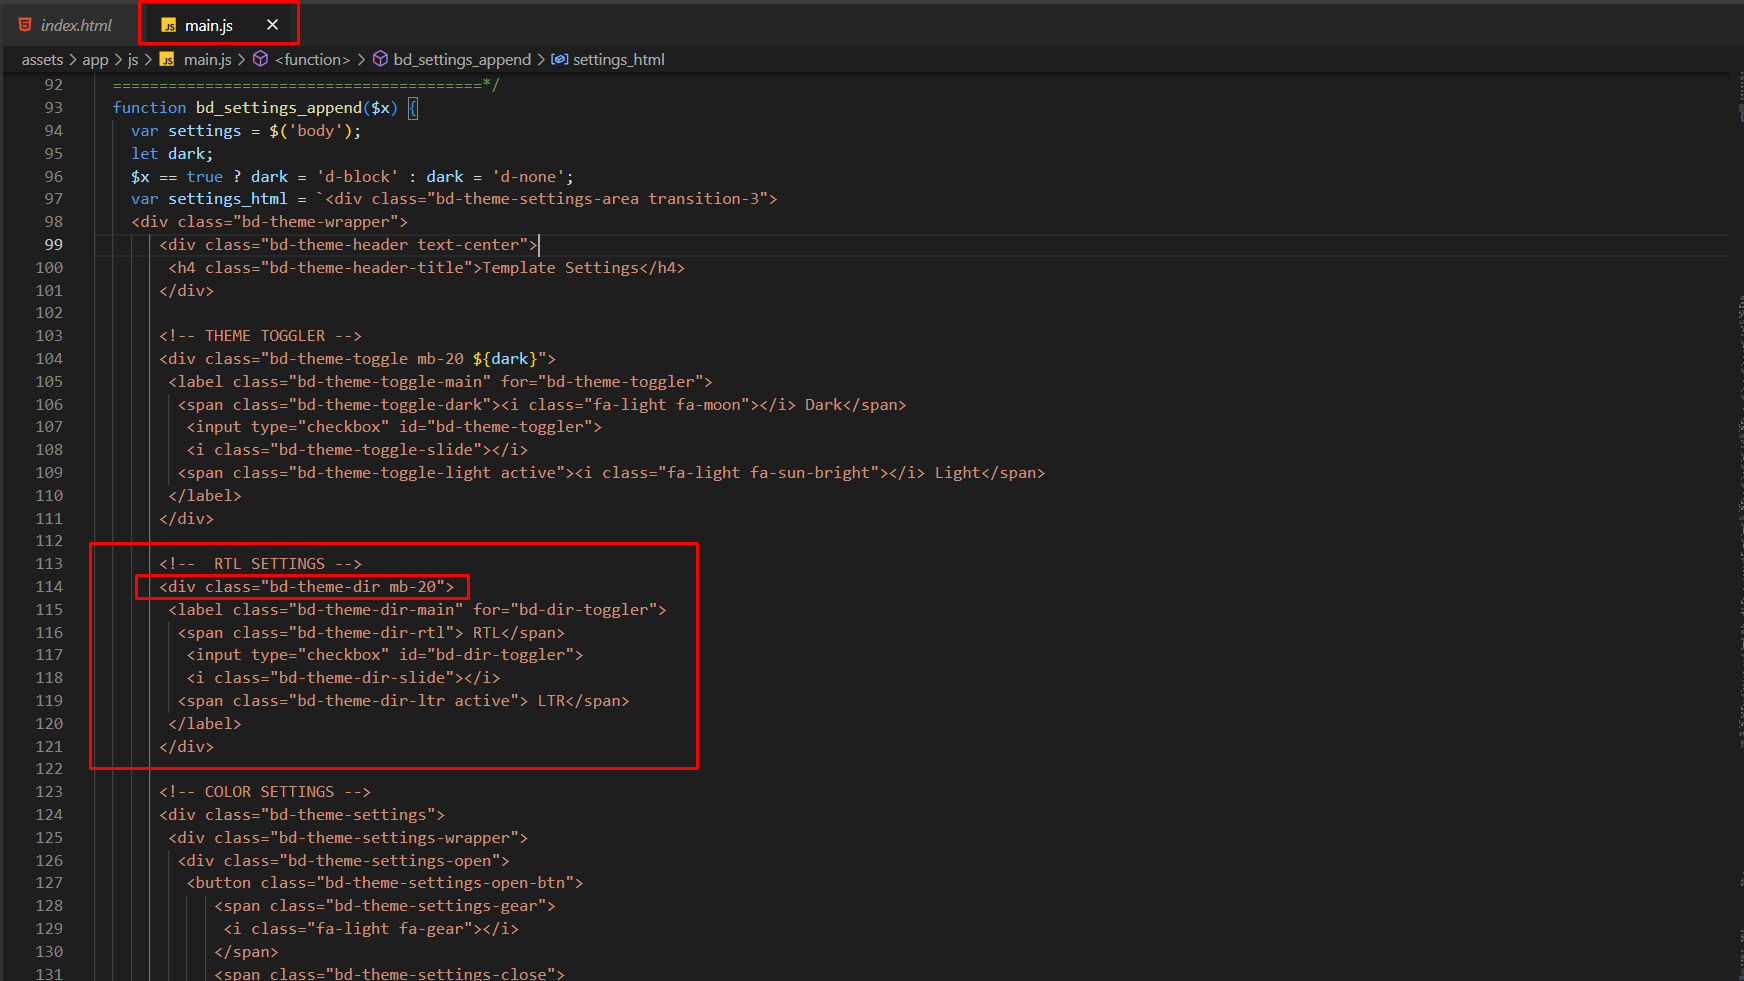 index.html main.js ×
assets > app > js > JS main.js > <function> > bd_settings_append > settings_html
92 ========================================*/
93 function bd_settings_append($x) {
94 var settings = $('body');
95 let dark;
96 $x == true ? dark = 'd-block' : dark = 'd-none';
97 var settings_html = `<div class="bd-theme-settings-area transition-3">
98 <div class="bd-theme-wrapper">
99 <div class="bd-theme-header text-center">
100 <h4 class="bd-theme-header-title">Template Settings</h4>
101 </div>
102
103 <!-- THEME TOGGLER -->
104 <div class="bd-theme-toggle mb-20 ${dark}">
105 <label class="bd-theme-toggle-main" for="bd-theme-toggler">
106 <span class="bd-theme-toggle-dark"><i class="fa-light fa-moon"></i> Dark</span>
107 <input type="checkbox" id="bd-theme-toggler">
108 <i class="bd-theme-toggle-slide"></i>
109 <span class="bd-theme-toggle-light active"><i class="fa-light fa-sun-bright"></i> Light</span>
110 </label>
111 </div>
112
113 <!--  RTL SETTINGS -->
114 <div class="bd-theme-dir mb-20">
115 <label class="bd-theme-dir-main" for="bd-dir-toggler">
116 <span class="bd-theme-dir-rtl"> RTL</span>
117 <input type="checkbox" id="bd-dir-toggler">
118 <i class="bd-theme-dir-slide"></i>
119 <span class="bd-theme-dir-ltr active"> LTR</span>
120 </label>
121 </div>
122
123 <!-- COLOR SETTINGS -->
124 <div class="bd-theme-settings">
125 <div class="bd-theme-settings-wrapper">
126 <div class="bd-theme-settings-open">
127 <button class="bd-theme-settings-open-btn">
128 <span class="bd-theme-settings-gear">
129 <i class="fa-light fa-gear"></i>
130 </span>
131 <span class="bd-theme-settings-close">